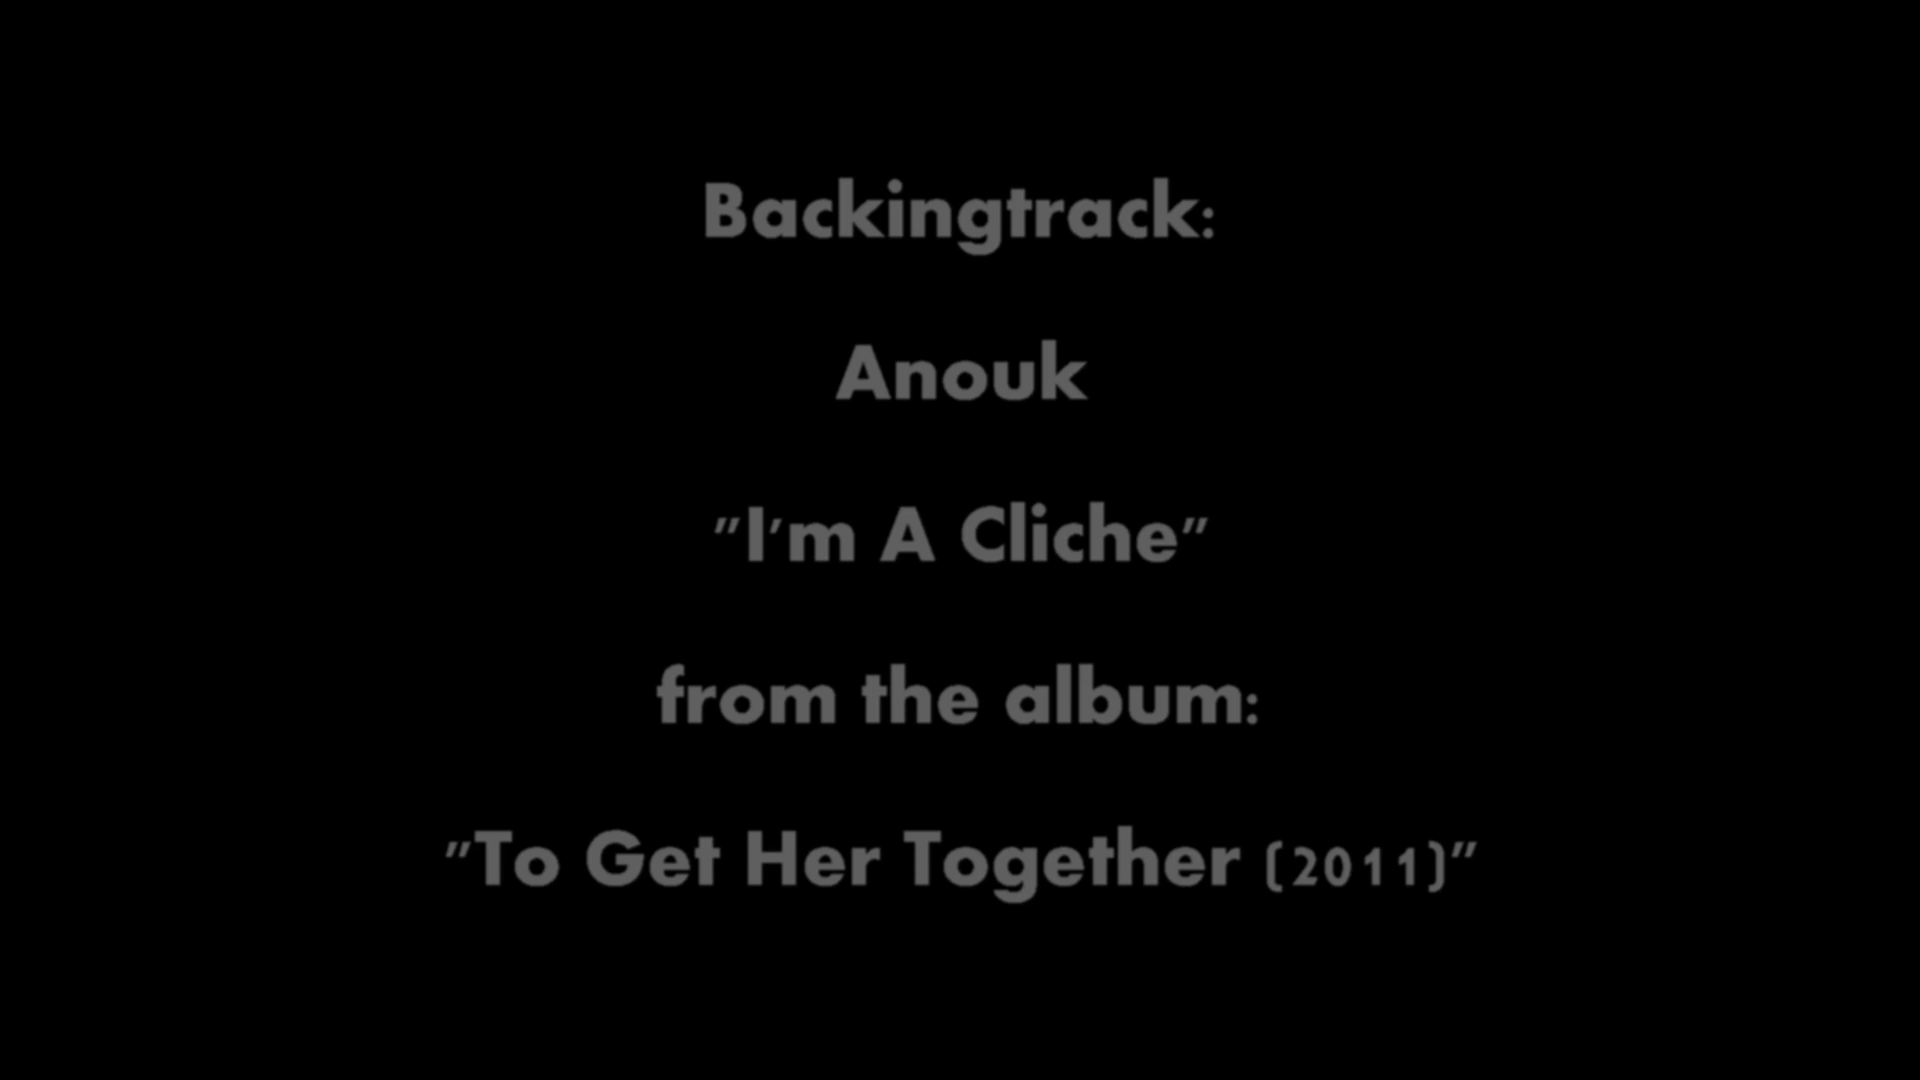 Backingtrack:
Anouk
"I'm A Cliche"
from the album:
"To Get Her Together (2011)"